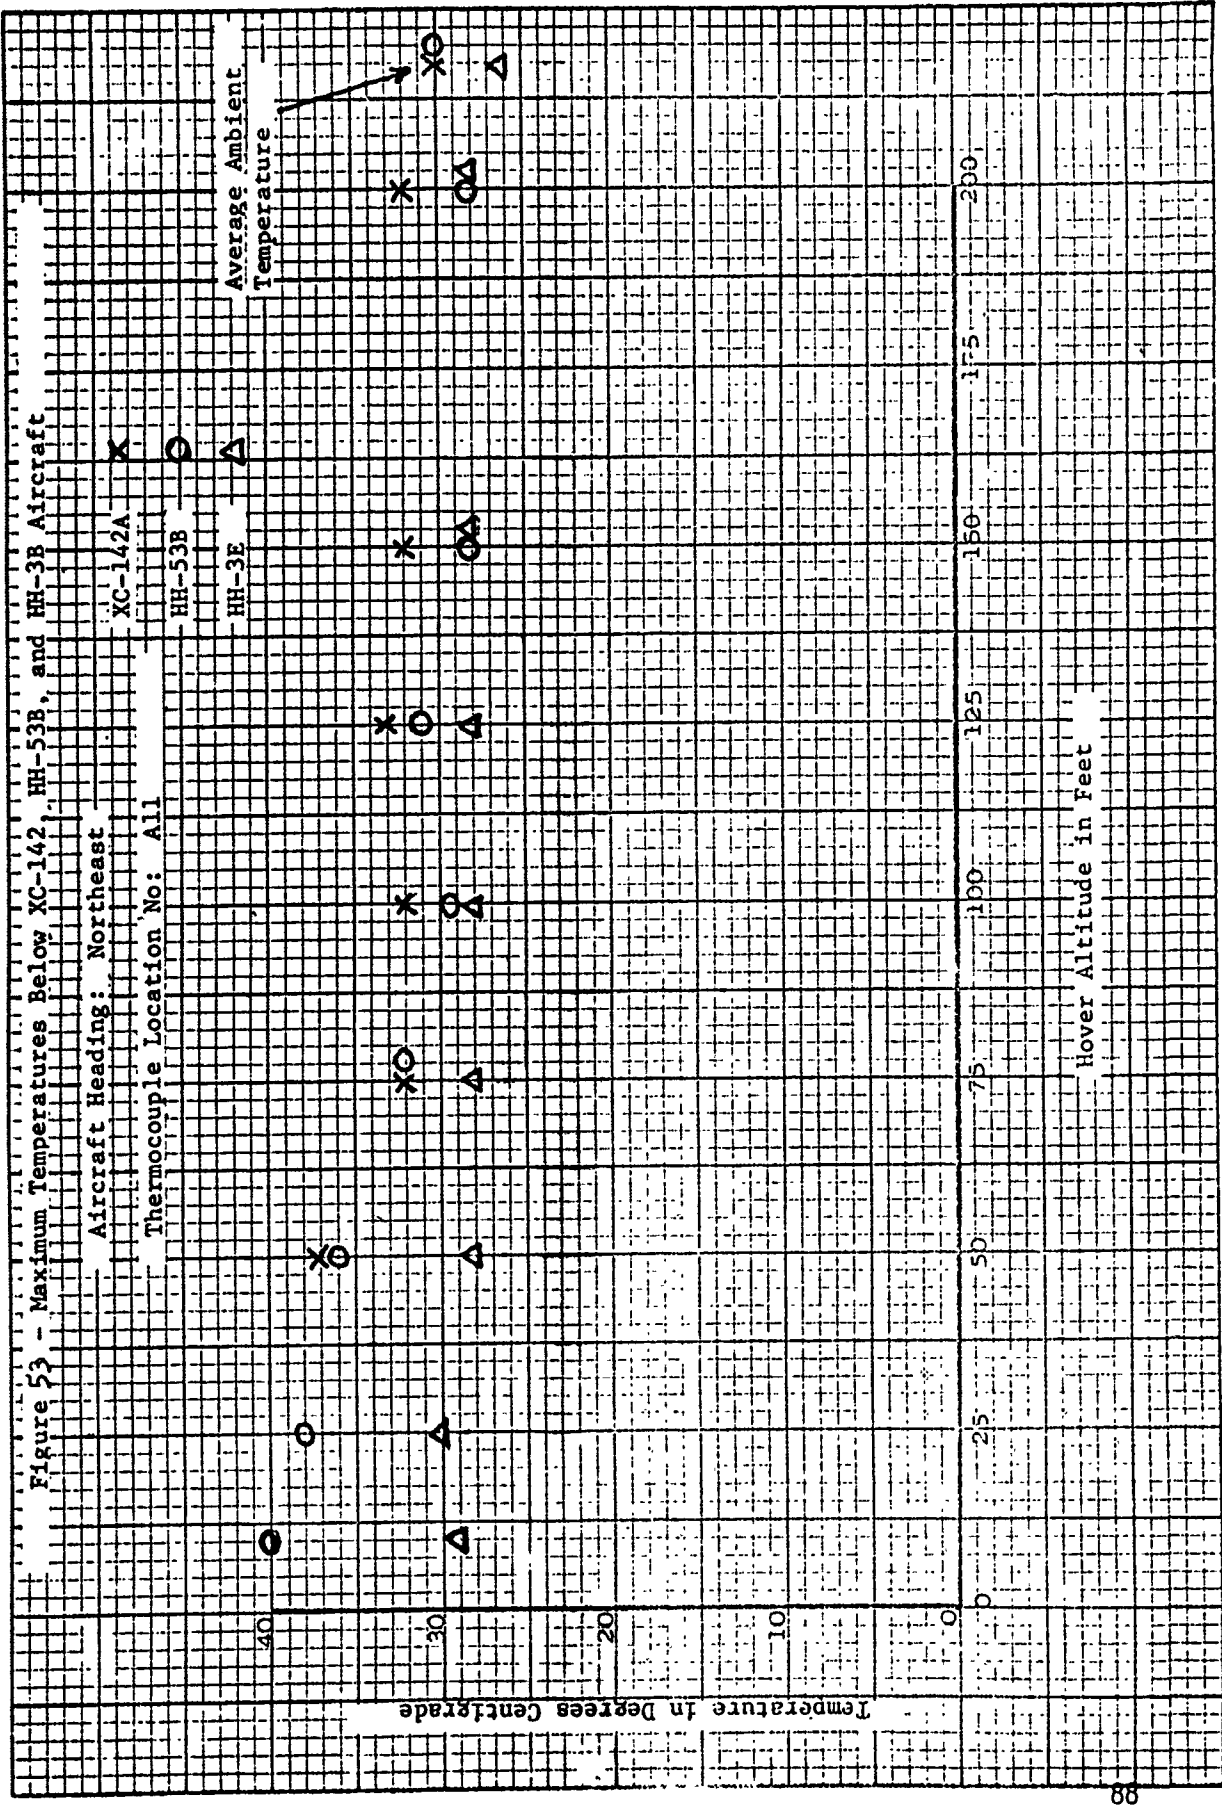 Figure 53 - Maximum Temperatures Below XC-142, HH-53B, and HH-3B Aircraft
Aircraft Heading: Northeast
Thermocouple Location No: All
XC-142A X
HH-53B O
HH-3E Δ
Average Ambient
Temperature
Temperature in Degrees Centigrade
40
30
20
10
0
0 25 50 75 100 125 150 175 200
Hover Altitude in Feet
88